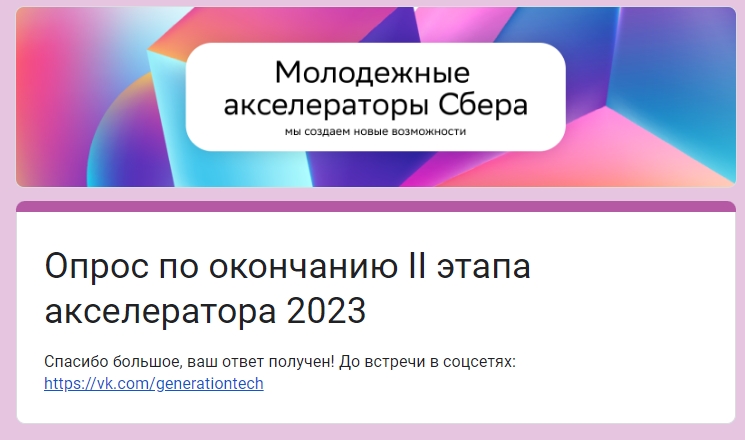 Молодежные
акселераторы Сбера
мы создаем новые возможности
Опрос по окончанию II этапа
акселератора 2023
Спасибо большое, ваш ответ получен! До встречи в соцсетях:
https://vk.com/generationtech